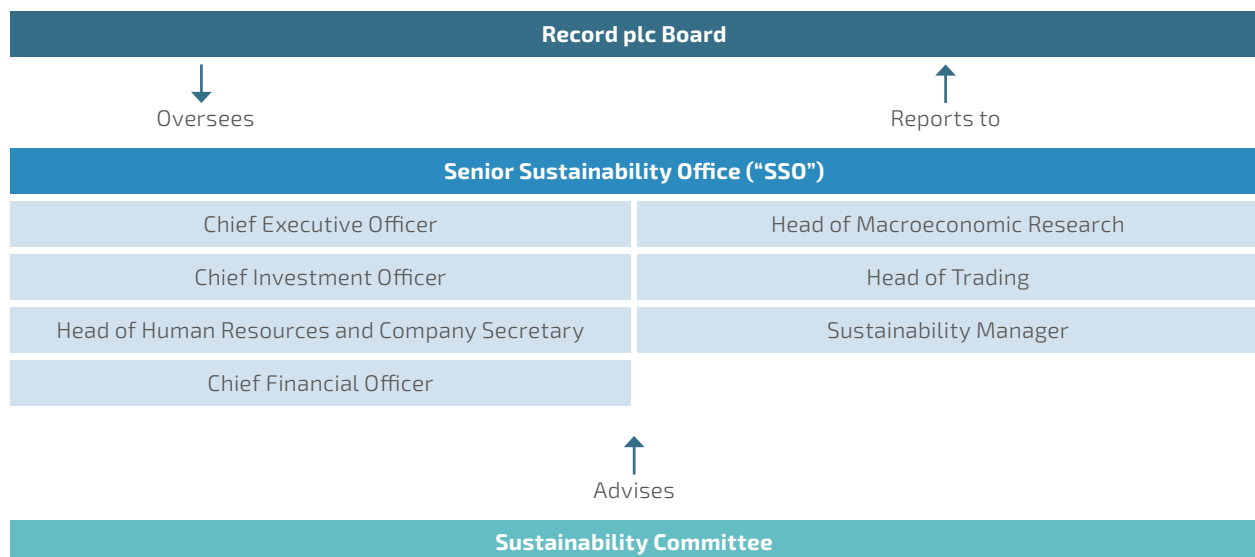 Record plc Board
Oversees
Reports to
Senior Sustainability Office (“SSO”)
Chief Executive Officer
Head of Macroeconomic Research
Chief Investment Officer
Head of Trading
Head of Human Resources and Company Secretary
Sustainability Manager
Chief Financial Officer
Advises
Sustainability Committee